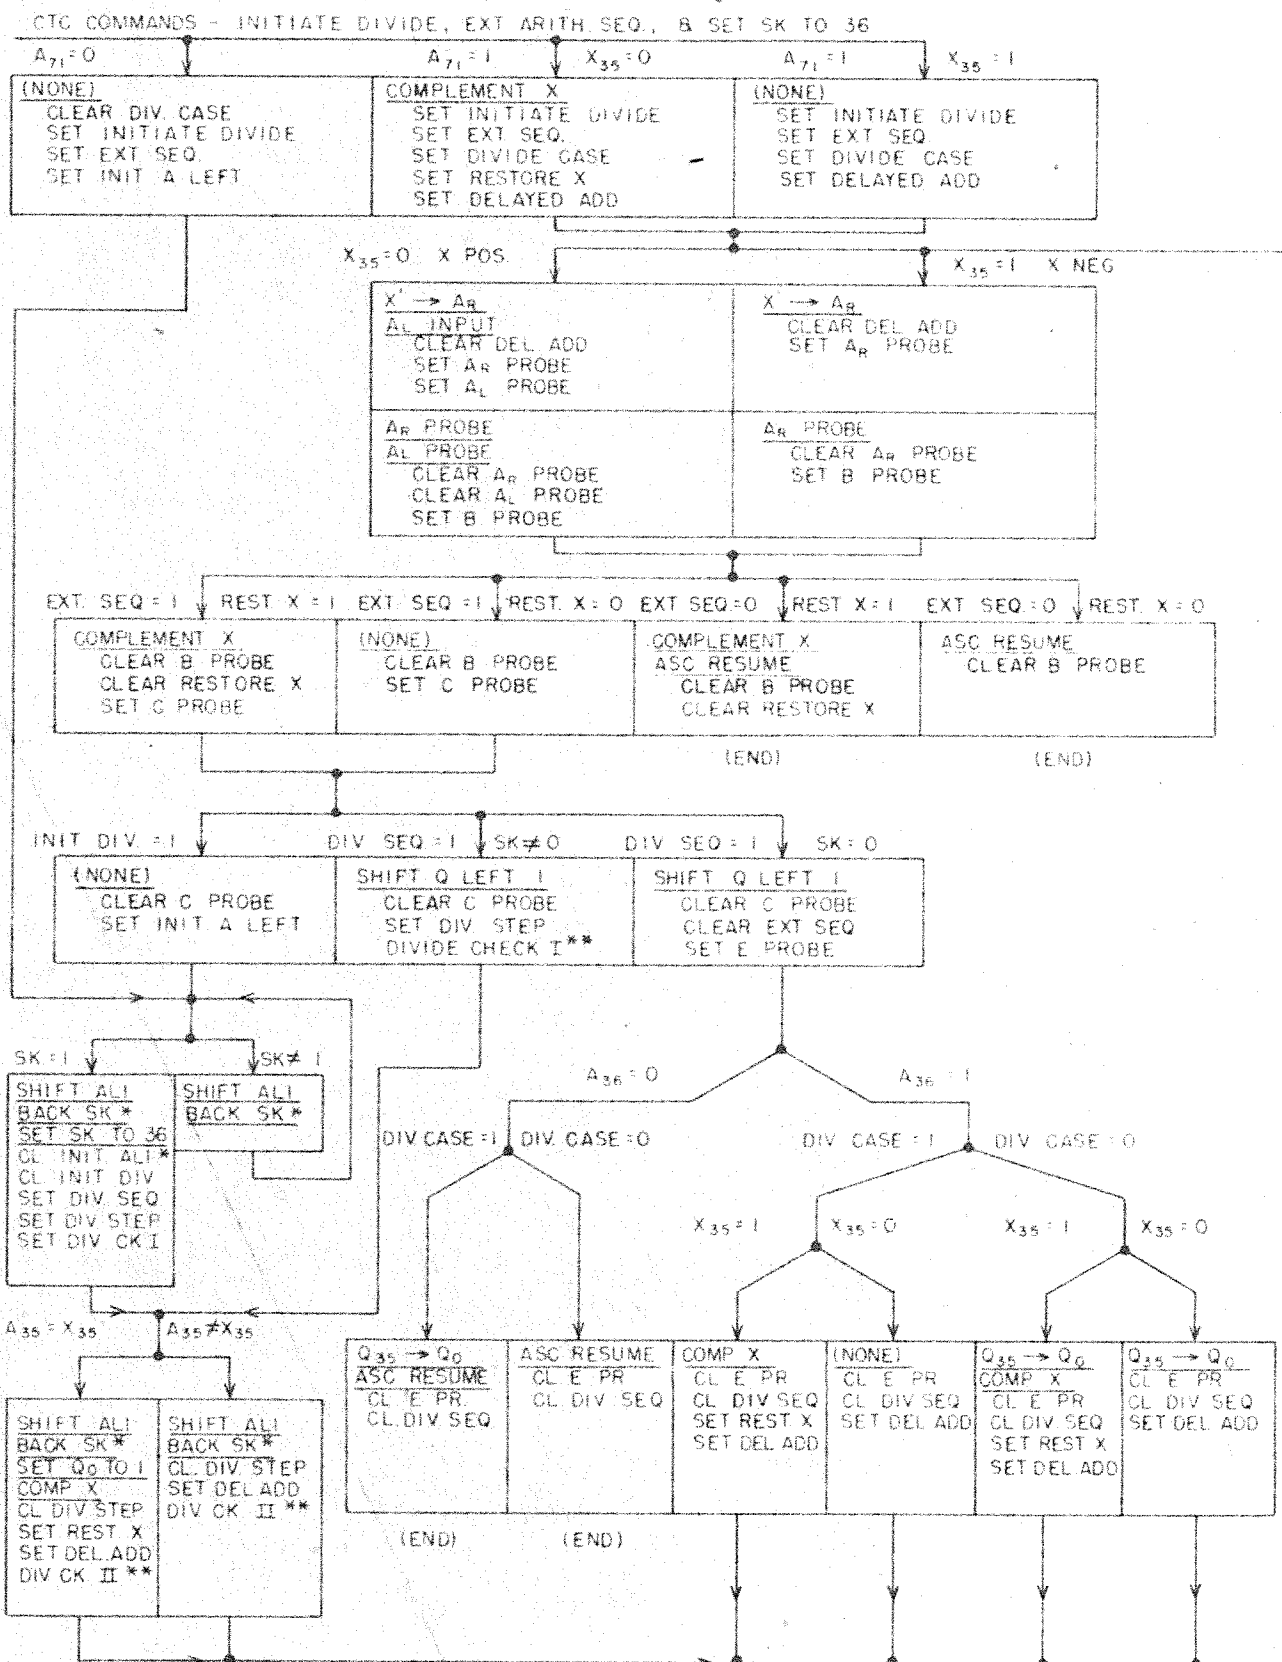 CTC COMMANDS - INITIATE DIVIDE, EXT ARITH. SEQ., & SET SK TO 36
A71=0
A71=1 X35=0
A71=1 X35=1
(NONE)
CLEAR DIV. CASE
SET INITIATE DIVIDE
SET EXT SEQ.
SET INIT A LEFT
COMPLEMENT X
SET INITIATE DIVIDE
SET EXT SEQ.
SET DIVIDE CASE
SET RESTORE X
SET DELAYED ADD
(NONE)
SET INITIATE DIVIDE
SET EXT SEQ
SET DIVIDE CASE
SET DELAYED ADD
X35=0 X POS.
X35=1 X NEG
X' → AR
AL INPUT
CLEAR DEL ADD
SET AR PROBE
SET AL PROBE
X' → AR
CLEAR DEL ADD
SET AR PROBE
AR PROBE
AL PROBE
CLEAR AR PROBE
CLEAR AL PROBE
SET B PROBE
AR PROBE
CLEAR AR PROBE
SET B PROBE
EXT. SEQ=1 REST X=1
EXT SEQ=1 REST. X=0
EXT SEQ=0 REST X=1
EXT SEQ=0 REST. X=0
COMPLEMENT X
CLEAR B PROBE
CLEAR RESTORE X
SET C PROBE
(NONE)
CLEAR B PROBE
SET C PROBE
COMPLEMENT X
ASC RESUME
CLEAR B PROBE
CLEAR RESTORE X
ASC RESUME
CLEAR B PROBE
(END)
(END)
INIT DIV. =1
DIV SEQ=1 SK≠0
DIV SEQ=1 SK=0
(NONE)
CLEAR C PROBE
SET INIT A LEFT
SHIFT Q LEFT 1
CLEAR C PROBE
SET DIV STEP
DIVIDE CHECK I**
SHIFT Q LEFT 1
CLEAR C PROBE
CLEAR EXT SEQ
SET E PROBE
SK=1
SK≠ 1
SHIFT AL1
BACK SK*
SET SK TO 36
CL INIT AL1*
CL INIT DIV
SET DIV SEQ
SET DIV STEP
SET DIV CK I
SHIFT AL1
BACK SK*
A36=0
A36=1
DIV CASE=1 DIV. CASE=0
DIV CASE=1 DIV CASE=0
X35=1 X35=0
X35=1 X35=0
A35=X35
A35≠X35
SHIFT AL1
BACK SK*
SET Q0 TO 1
COMP X
CL DIV STEP
SET REST X
SET DEL.ADD
DIV CK II**
SHIFT AL1
BACK SK*
CL. DIV. STEP
SET DEL.ADD
DIV CK II**
Q35 → Q0
ASC RESUME
CL E PR.
CL.DIV SEQ
ASC RESUME
CL E PR
CL DIV SEQ
COMP X
CL E PR
CL DIV SEQ
SET REST X
SET DEL ADD
(NONE)
CL E PR
CL DIV SEQ
SET DEL ADD
Q35 → Q0
COMP X
CL E PR
CL DIV SEQ
SET REST X
SET DEL.ADD
Q35 → Q0
CL E PR
CL DIV SEQ
SET DEL ADD
(END)
(END)